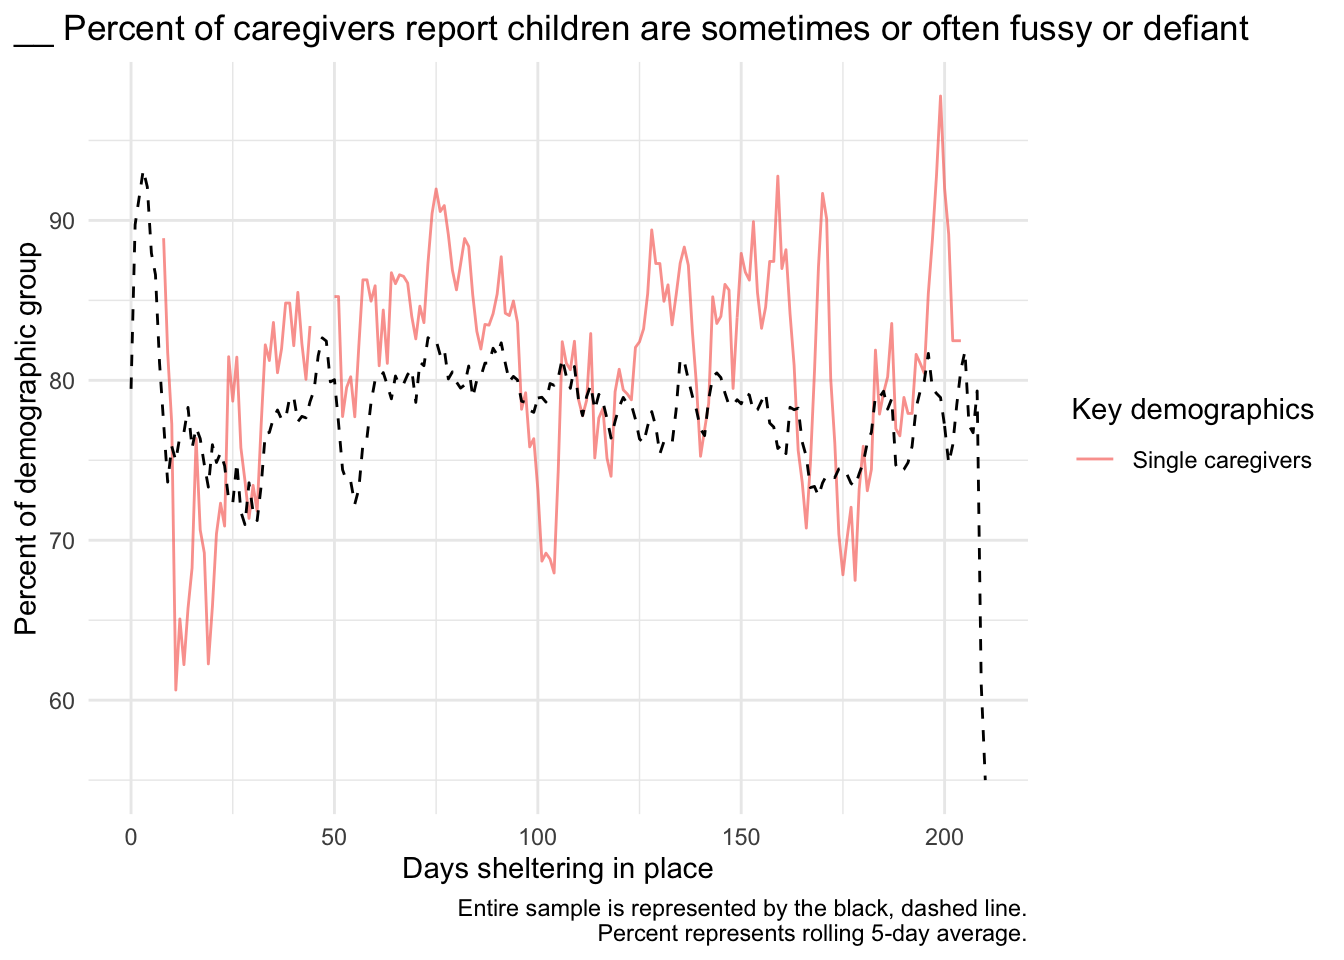 __ Percent of caregivers report children are sometimes or often fussy or defiant
Percent of demographic group
90
80
70
60
0
50
100
150
200
Days sheltering in place
Key demographics
Single caregivers
Entire sample is represented by the black, dashed line.
Percent represents rolling 5-day average.